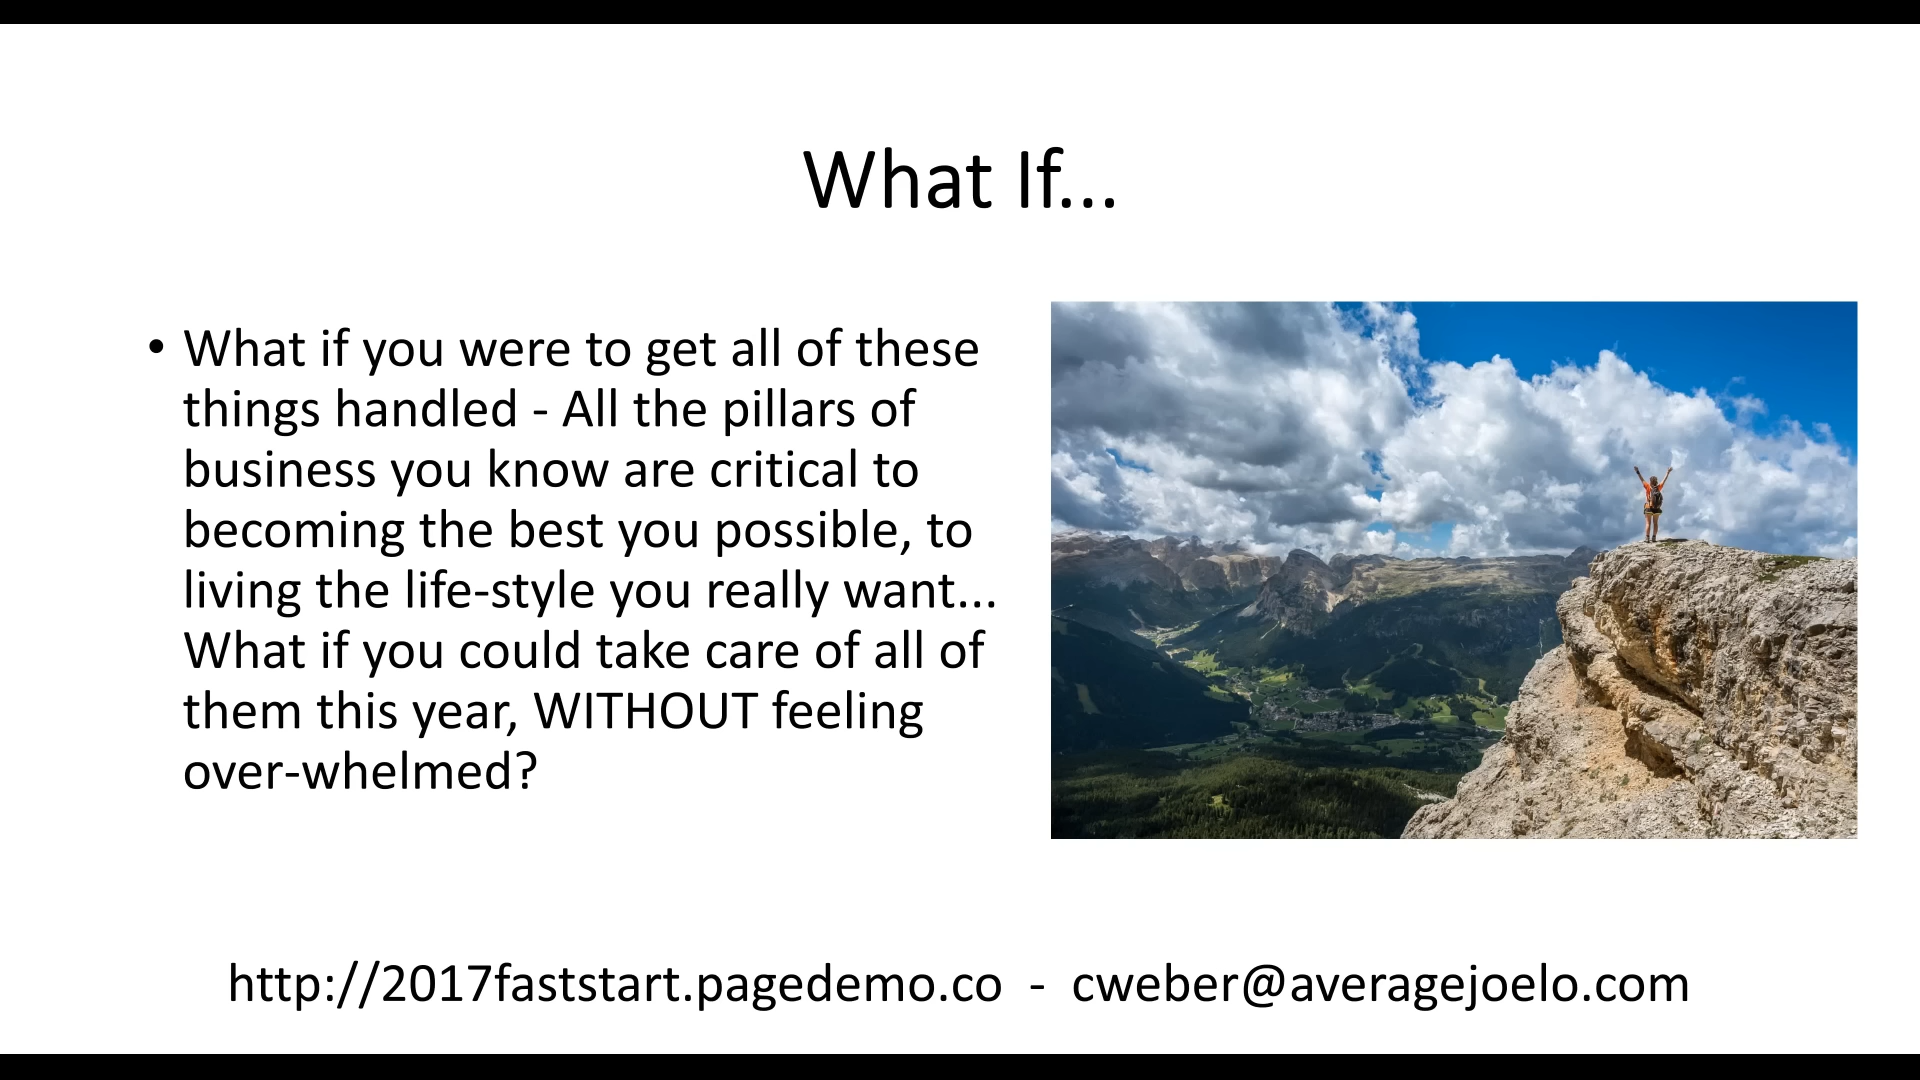 What If...
• What if you were to get all of these
things handled - All the pillars of
business you know are critical to
becoming the best you possible, to
living the life-style you really want...
What if you could take care of all of
them this year, WITHOUT feeling
over-whelmed?
http://2017faststart.pagedemo.co - cweber@averagejoelo.com